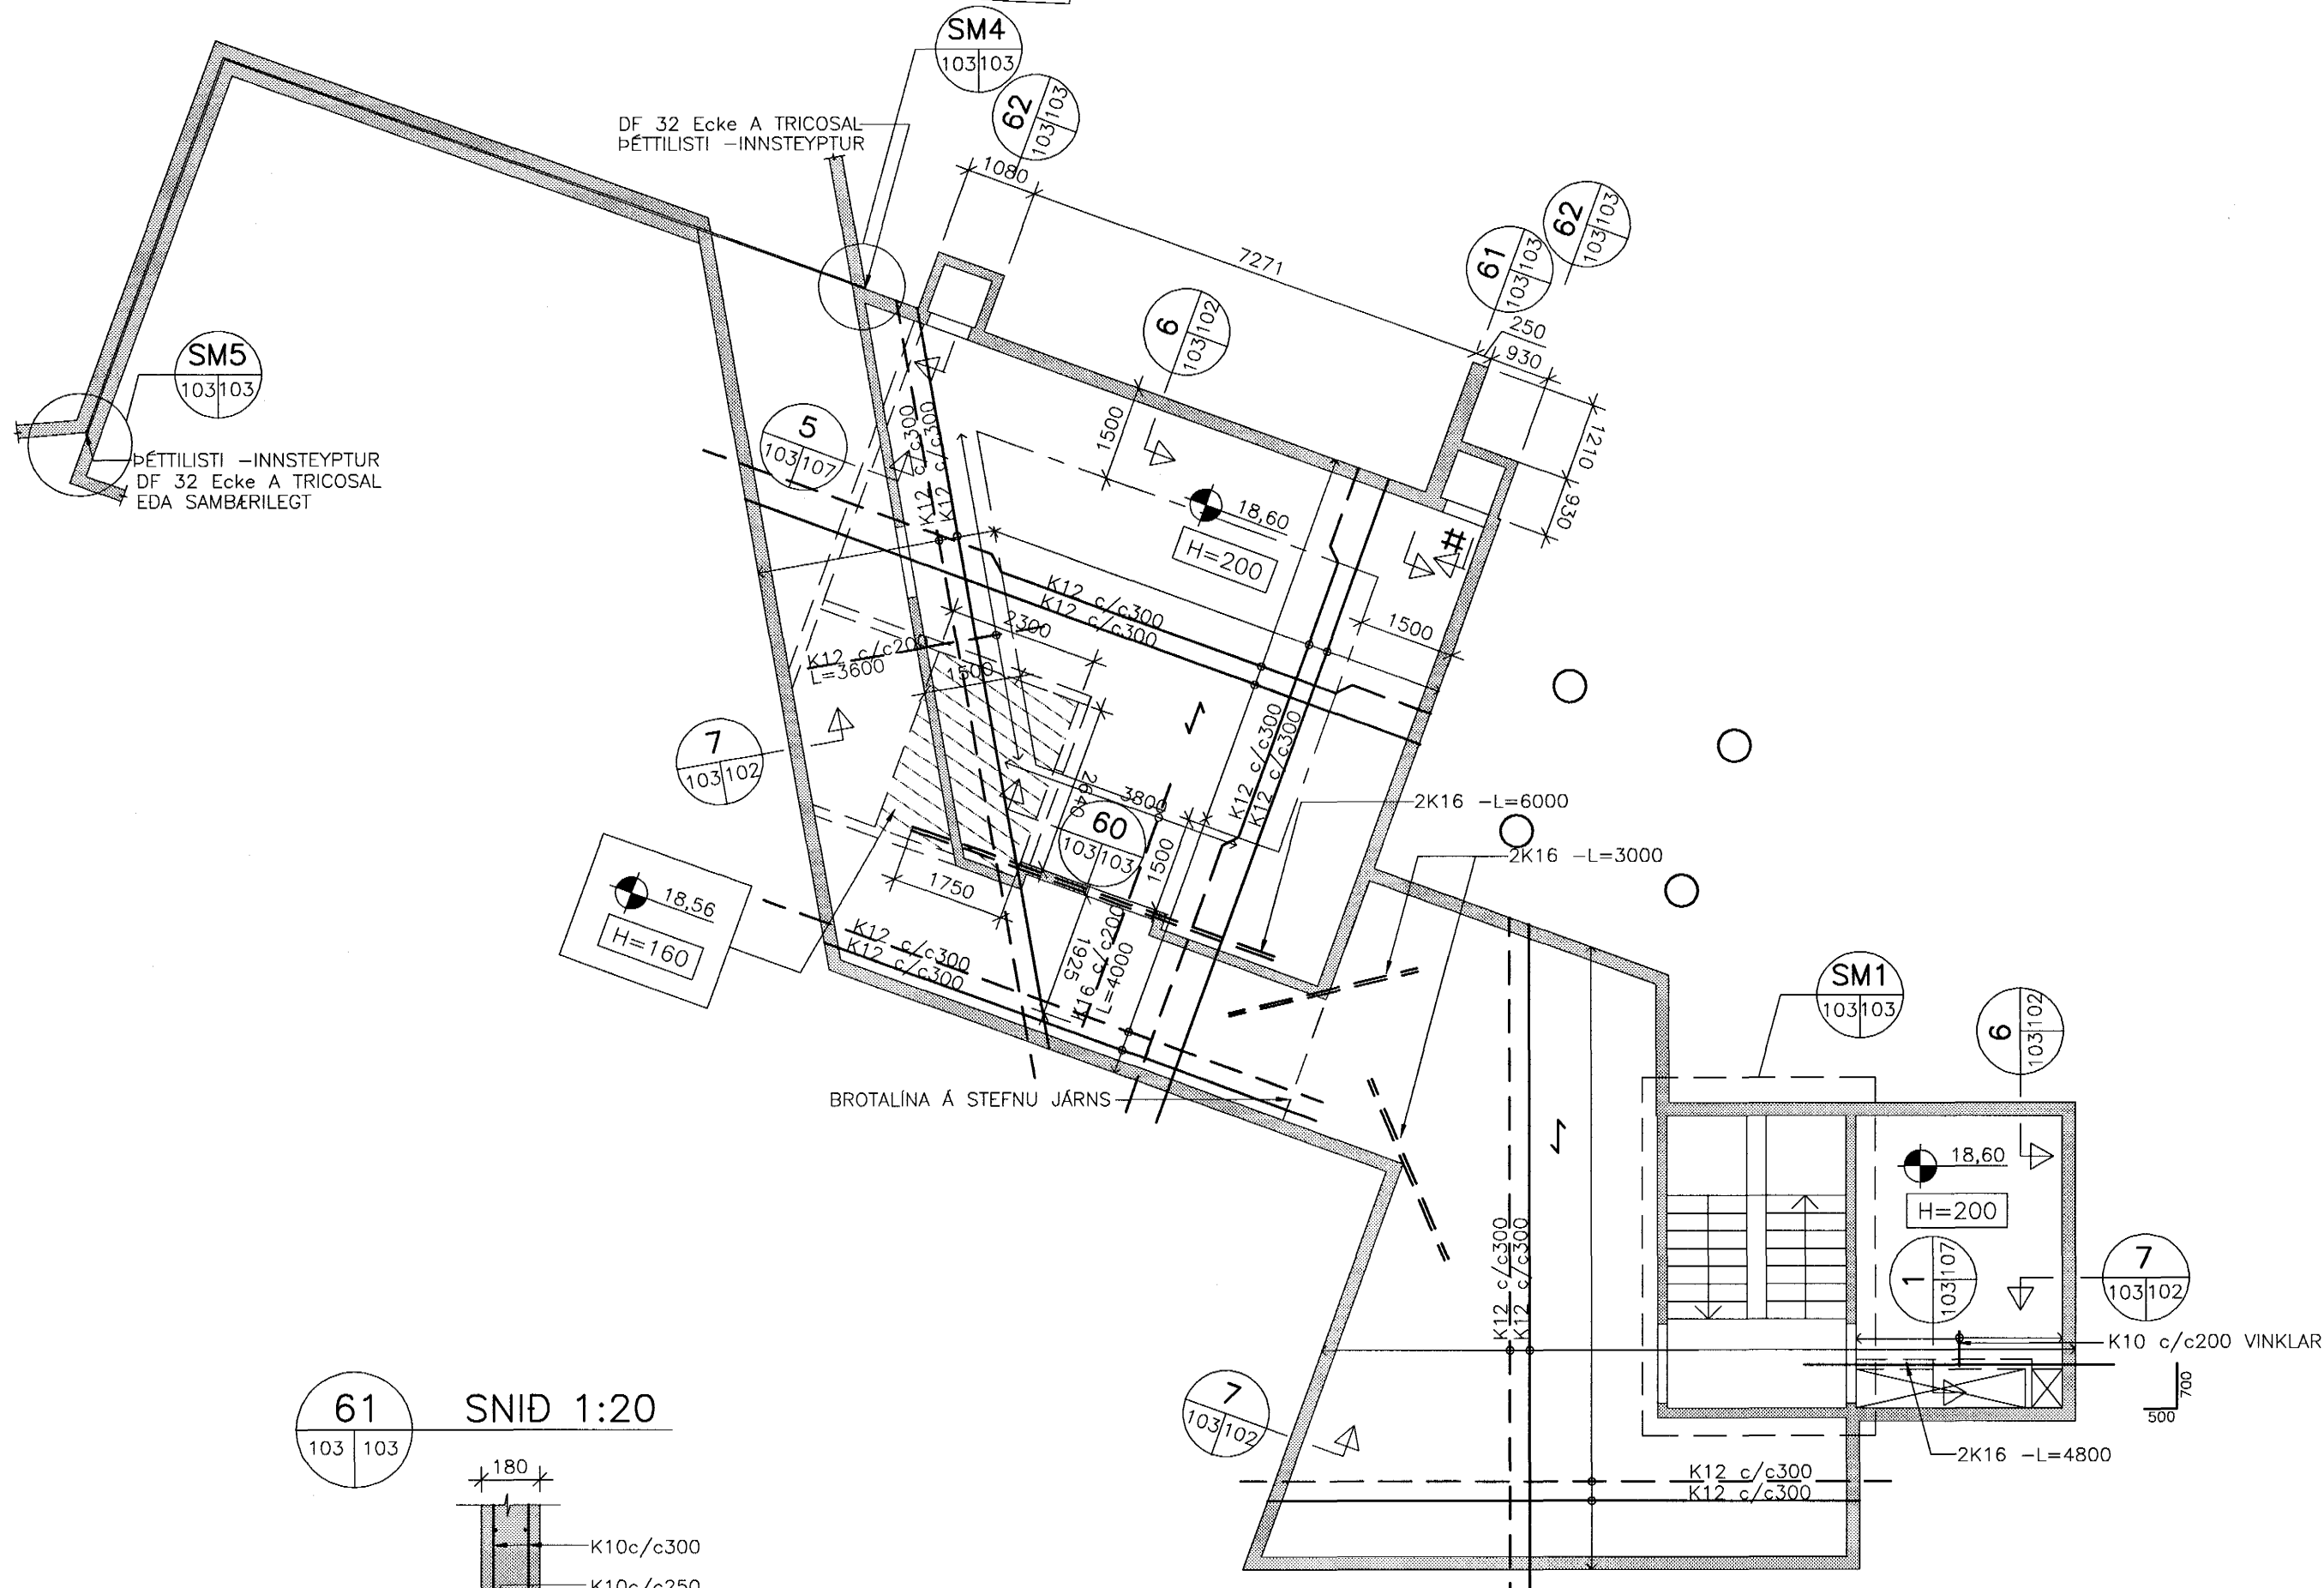 SM4
103 103
62
103 103
DF 32 Ecke A TRICOSAL
ÞÉTTILISTI –INNSTEYPTUR
1080
7271
61
103 103
62
103 103
250
930
1210
930
6
103 102
1500
SM5
103 103
ÞÉTTILISTI –INNSTEYPTUR
DF 32 Ecke A TRICOSAL
EÐA SAMBÆRILEGT
5
103 107
K12 c/c300
K12 c/c300
18,60
H=200
#
K12 c/c300
K12 c/c300
2300
1500
K12 c/c200
L=3600
1500
7
103 102
K12 c/c300
K12 c/c300
2640
3800
60
103 103
1500
2K16 –L=6000
2K16 –L=3000
18,56
H=160
1750
K12 c/c300
K12 c/c300
1925
K16 c/c200
L=4000
BROTALÍNA Á STEFNU JÁRNS
SM1
103 103
6
103 102
18,60
H=200
1
103 107
7
103 102
K10 c/c200 VINKLAR
700
500
2K16 –L=4800
K12 c/c300
K12 c/c300
7
103 102
K12 c/c300
K12 c/c300
61
103 103
SNIÐ 1:20
180
K10c/c300
K10c/c250